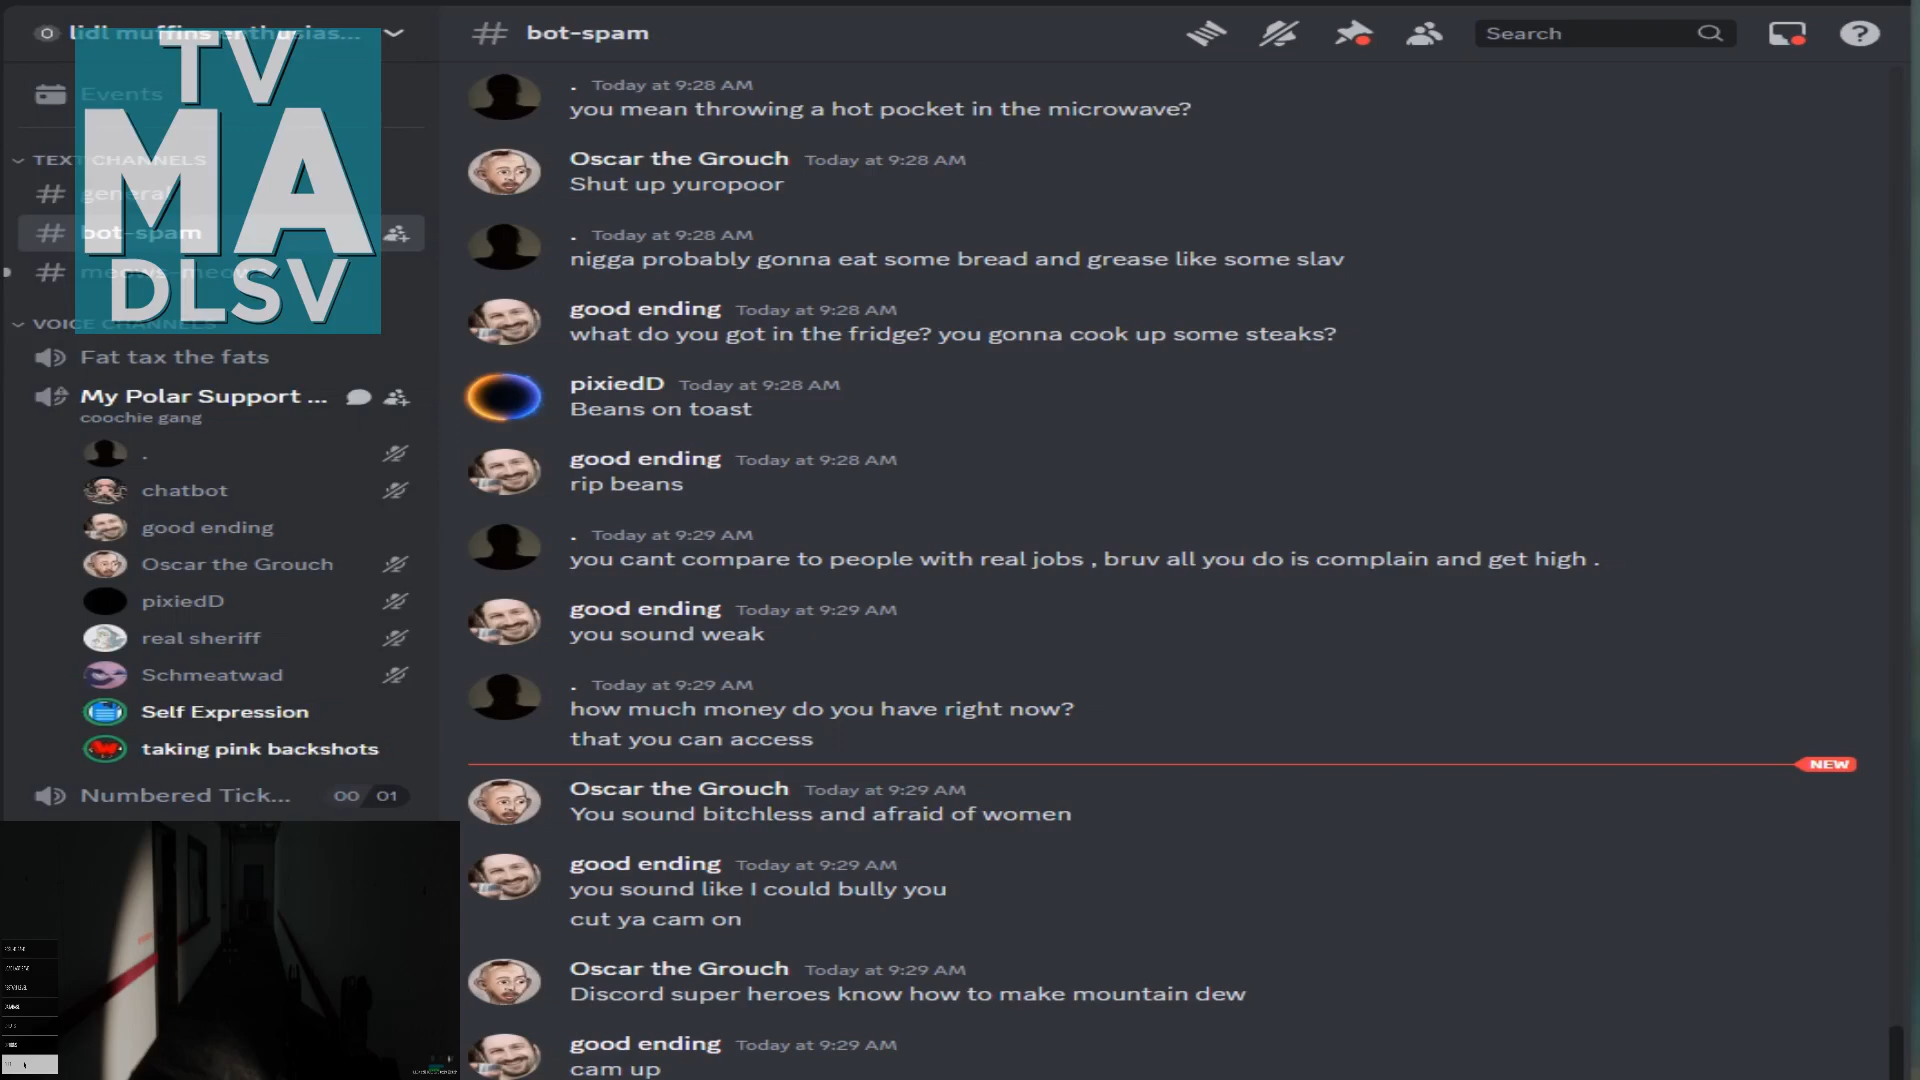 lidl muffins enthusias...
TV
MA
DLSV
Events
TEXT CHANNELS
general
bot-spam
meows-meows
VOICE CHANNELS
Fat tax the fats
My Polar Support ...
coochie gang
.
chatbot
good ending
Oscar the Grouch
pixiedD
real sheriff
Schmeatwad
Self Expression
taking pink backshots
Numbered Tick... 00 01
bot-spam
Search
. Today at 9:28 AM
you mean throwing a hot pocket in the microwave?
Oscar the Grouch Today at 9:28 AM
Shut up yuropoor
. Today at 9:28 AM
nigga probably gonna eat some bread and grease like some slav
good ending Today at 9:28 AM
what do you got in the fridge? you gonna cook up some steaks?
pixiedD Today at 9:28 AM
Beans on toast
good ending Today at 9:28 AM
rip beans
. Today at 9:29 AM
you cant compare to people with real jobs , bruv all you do is complain and get high .
good ending Today at 9:29 AM
you sound weak
. Today at 9:29 AM
how much money do you have right now?
that you can access
NEW
Oscar the Grouch Today at 9:29 AM
You sound bitchless and afraid of women
good ending Today at 9:29 AM
you sound like I could bully you
cut ya cam on
Oscar the Grouch Today at 9:29 AM
Discord super heroes know how to make mountain dew
good ending Today at 9:29 AM
cam up